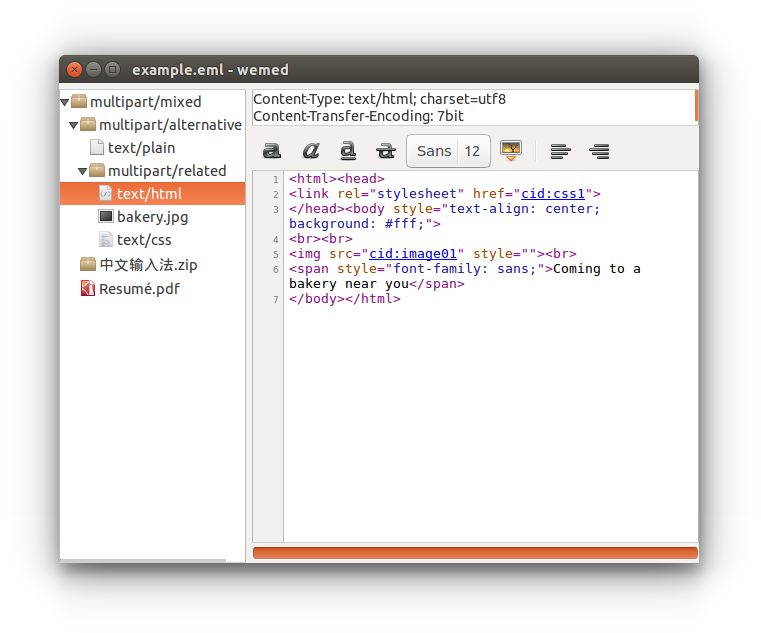 example.eml - wemed
multipart/mixed
multipart/alternative
text/plain
multipart/related
text/html
bakery.jpg
text/css
中文输入法.zip
Resumé.pdf
Content-Type: text/html; charset=utf8
Content-Transfer-Encoding: 7bit
a a a a Sans 12
1 <html><head>
2 <link rel="stylesheet" href="cid:css1">
3 </head><body style="text-align: center;
background: #fff;">
4 <br><br>
5 <img src="cid:image01" style=""><br>
6 <span style="font-family: sans;">Coming to a
bakery near you</span>
7 </body></html>